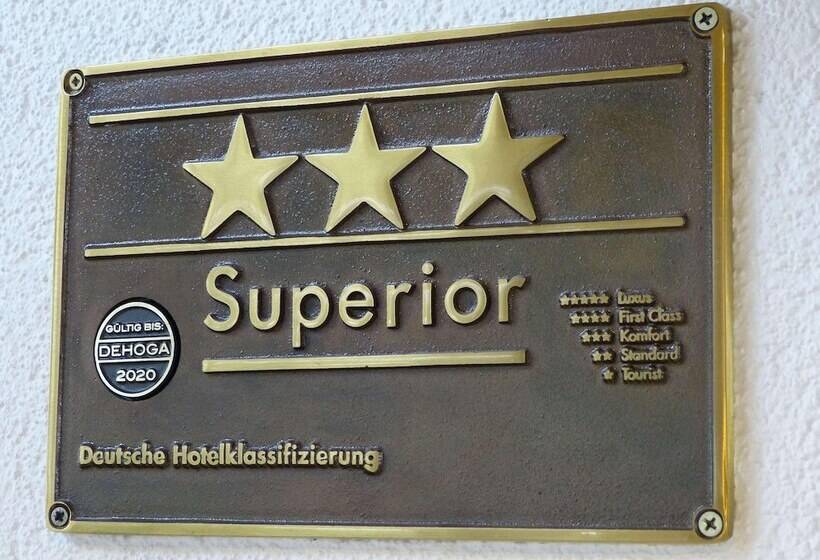 Superior
GÜLTIG BIS:
DEHOGA
2020
★★★★★ Luxus
★★★★ First Class
★★★ Komfort
★★ Standard
★ Tourist
Deutsche Hotelklassifizierung